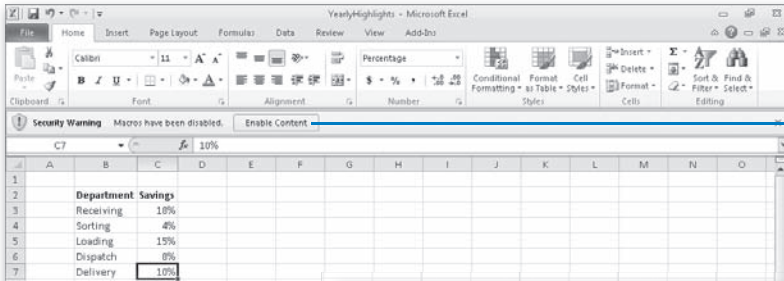 YearlyHighlights - Microsoft Excel
File Home Insert Page Layout Formulas Data Review View Add-Ins
Paste
Calibri 11 A A
B I U A
Percentage
$ % ,
Conditional Formatting
Format as Table
Cell Styles
Insert
Delete
Format
Σ
Sort & Filter
Find & Select
Clipboard Font Alignment Number Styles Cells Editing
Security Warning Macros have been disabled. Enable Content
C7 fx 10%
A B C D E F G H I J K L M N O
1
2 Department Savings
3 Receiving 10%
4 Sorting 4%
5 Loading 15%
6 Dispatch 8%
7 Delivery 10%